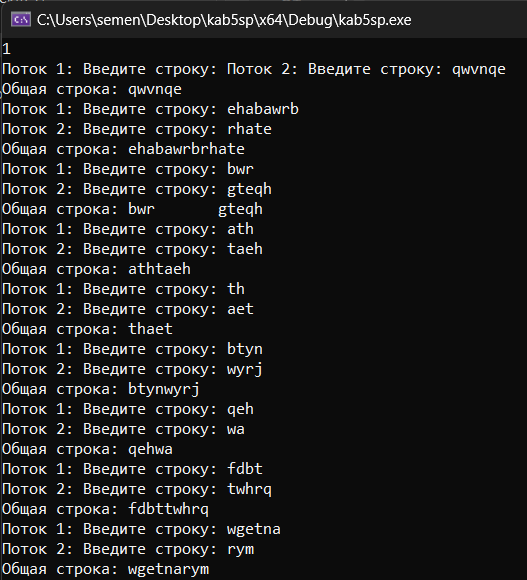 C:\Users\semen\Desktop\kab5sp\x64\Debug\kab5sp.exe
1
Поток 1: Введите строку: Поток 2: Введите строку: qwvnqe
Общая строка: qwvnqe
Поток 1: Введите строку: ehabawrb
Поток 2: Введите строку: rhate
Общая строка: ehabawrbrhate
Поток 1: Введите строку: bwr
Поток 2: Введите строку: gteqh
Общая строка: bwr       gteqh
Поток 1: Введите строку: ath
Поток 2: Введите строку: taeh
Общая строка: athtaeh
Поток 1: Введите строку: th
Поток 2: Введите строку: aet
Общая строка: thaet
Поток 1: Введите строку: btyn
Поток 2: Введите строку: wyrj
Общая строка: btynwyrj
Поток 1: Введите строку: qeh
Поток 2: Введите строку: wa
Общая строка: qehwa
Поток 1: Введите строку: fdbt
Поток 2: Введите строку: twhrq
Общая строка: fdbttwhrq
Поток 1: Введите строку: wgetna
Поток 2: Введите строку: rym
Общая строка: wgetnarym